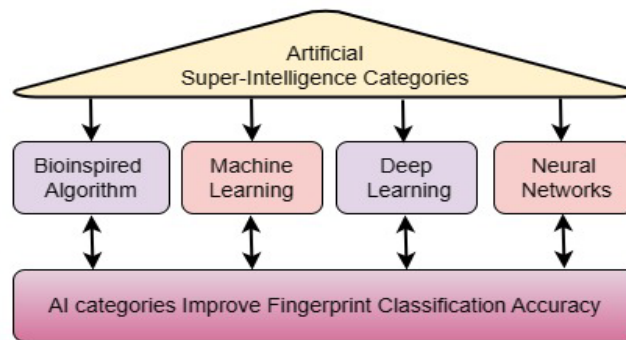 Artificial
Super-Intelligence Categories
Bioinspired
Algorithm
Machine
Learning
Deep
Learning
Neural
Networks
AI categories Improve Fingerprint Classification Accuracy